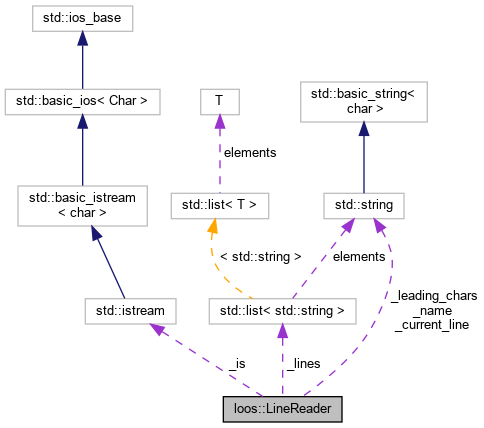 std::ios_base
std::basic_ios< Char >
T
std::basic_string<
char >
elements
std::basic_istream
< char >
std::list< T >
std::string
< std::string >
elements
std::istream
std::list< std::string >
_leading_chars
_name
_current_line
_is
_lines
loos::LineReader